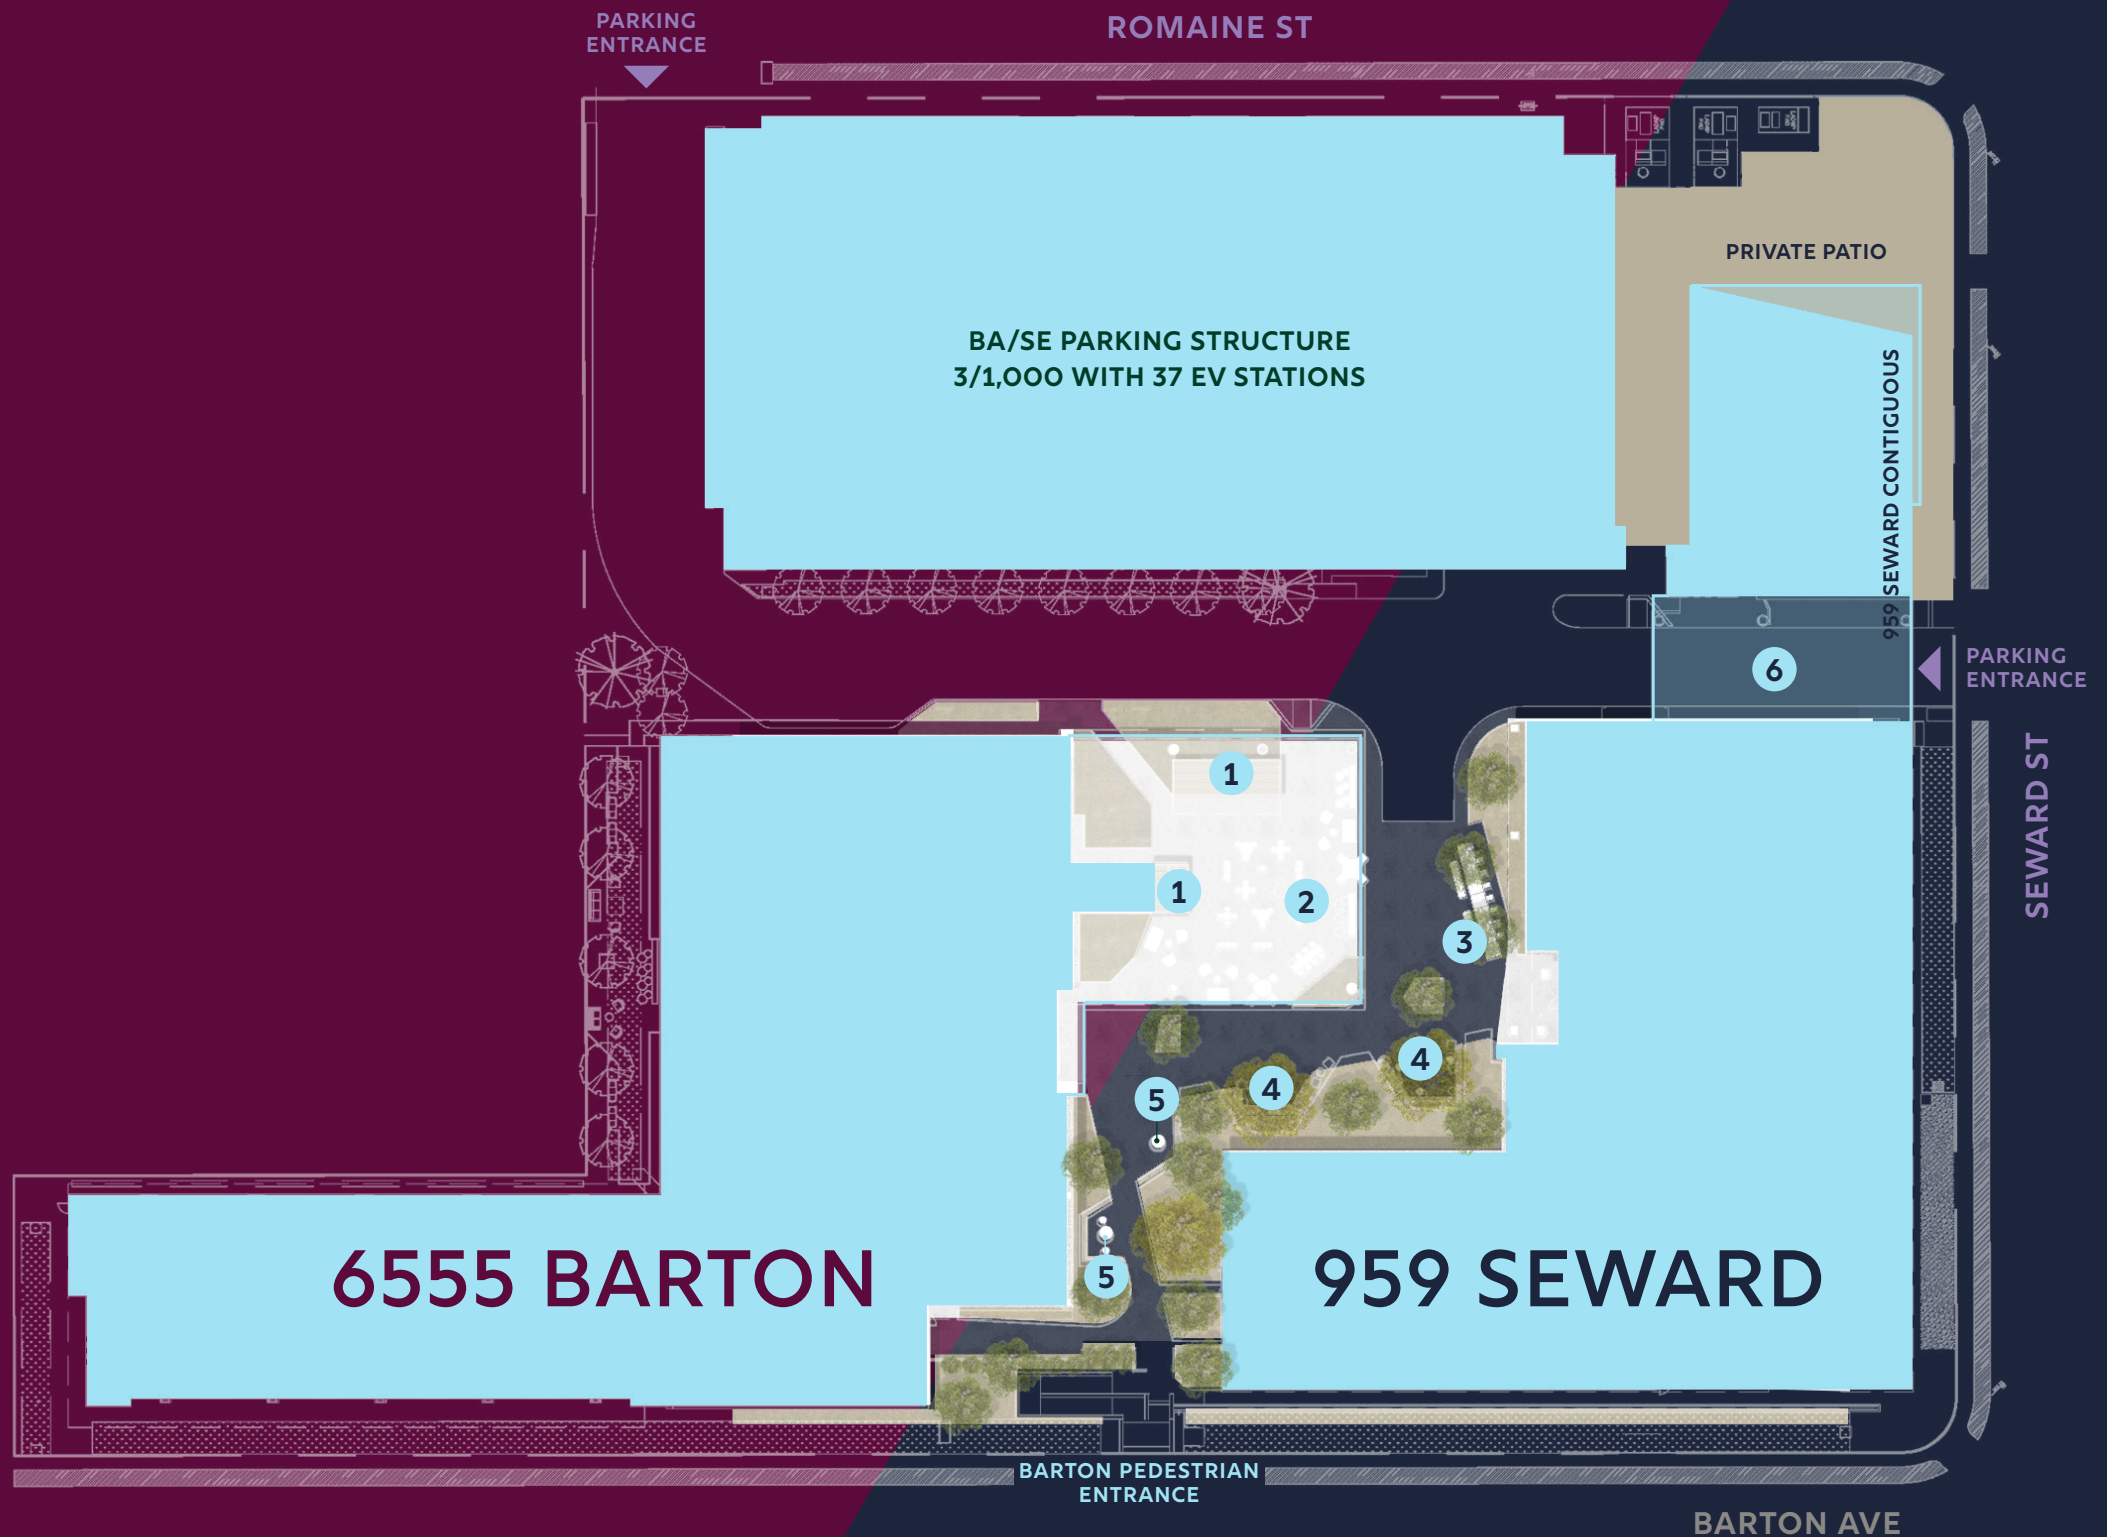 PARKING
ENTRANCE
ROMAINE ST
PRIVATE PATIO
BA/SE PARKING STRUCTURE
3/1,000 WITH 37 EV STATIONS
959 SEWARD CONTIGUOUS
6
PARKING
ENTRANCE
SEWARD ST
1
1
2
3
4
4
5
5
6555 BARTON
959 SEWARD
BARTON PEDESTRIAN
ENTRANCE
BARTON AVE